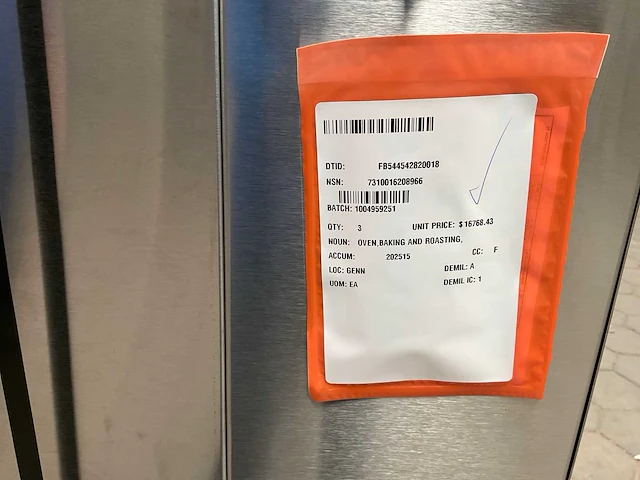 DTID: FB544542820018
NSN: 7310016208966
BATCH: 1004959251
QTY: 3 UNIT PRICE: $ 16768.43
NOUN: OVEN,BAKING AND ROASTING,
ACCUM: 202515 CC: F
LOC: GENN DEMIL: A
UOM: EA DEMIL IC: 1